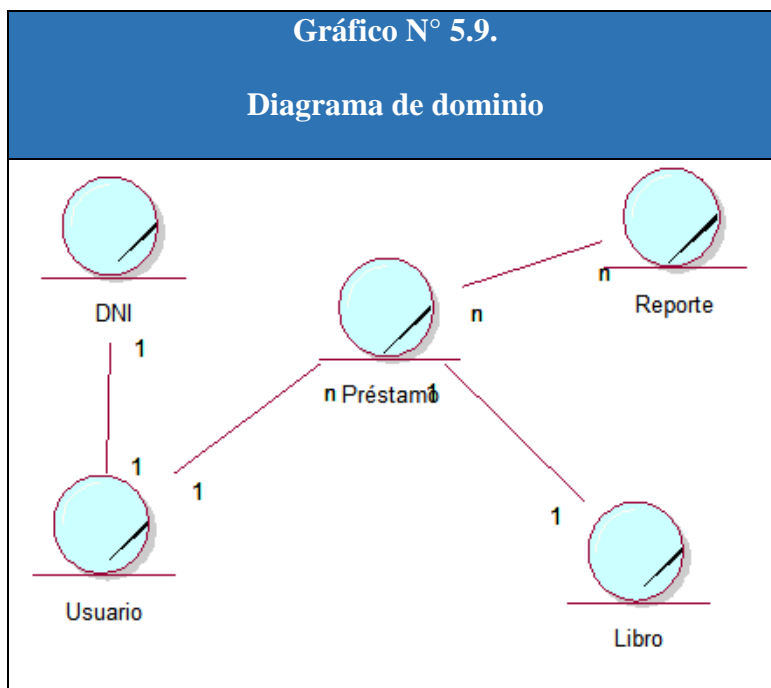 Gráfico N° 5.9.
Diagrama de dominio
DNI
1
1
Usuario
1
n
Préstamo
1
n
n
Reporte
1
Libro